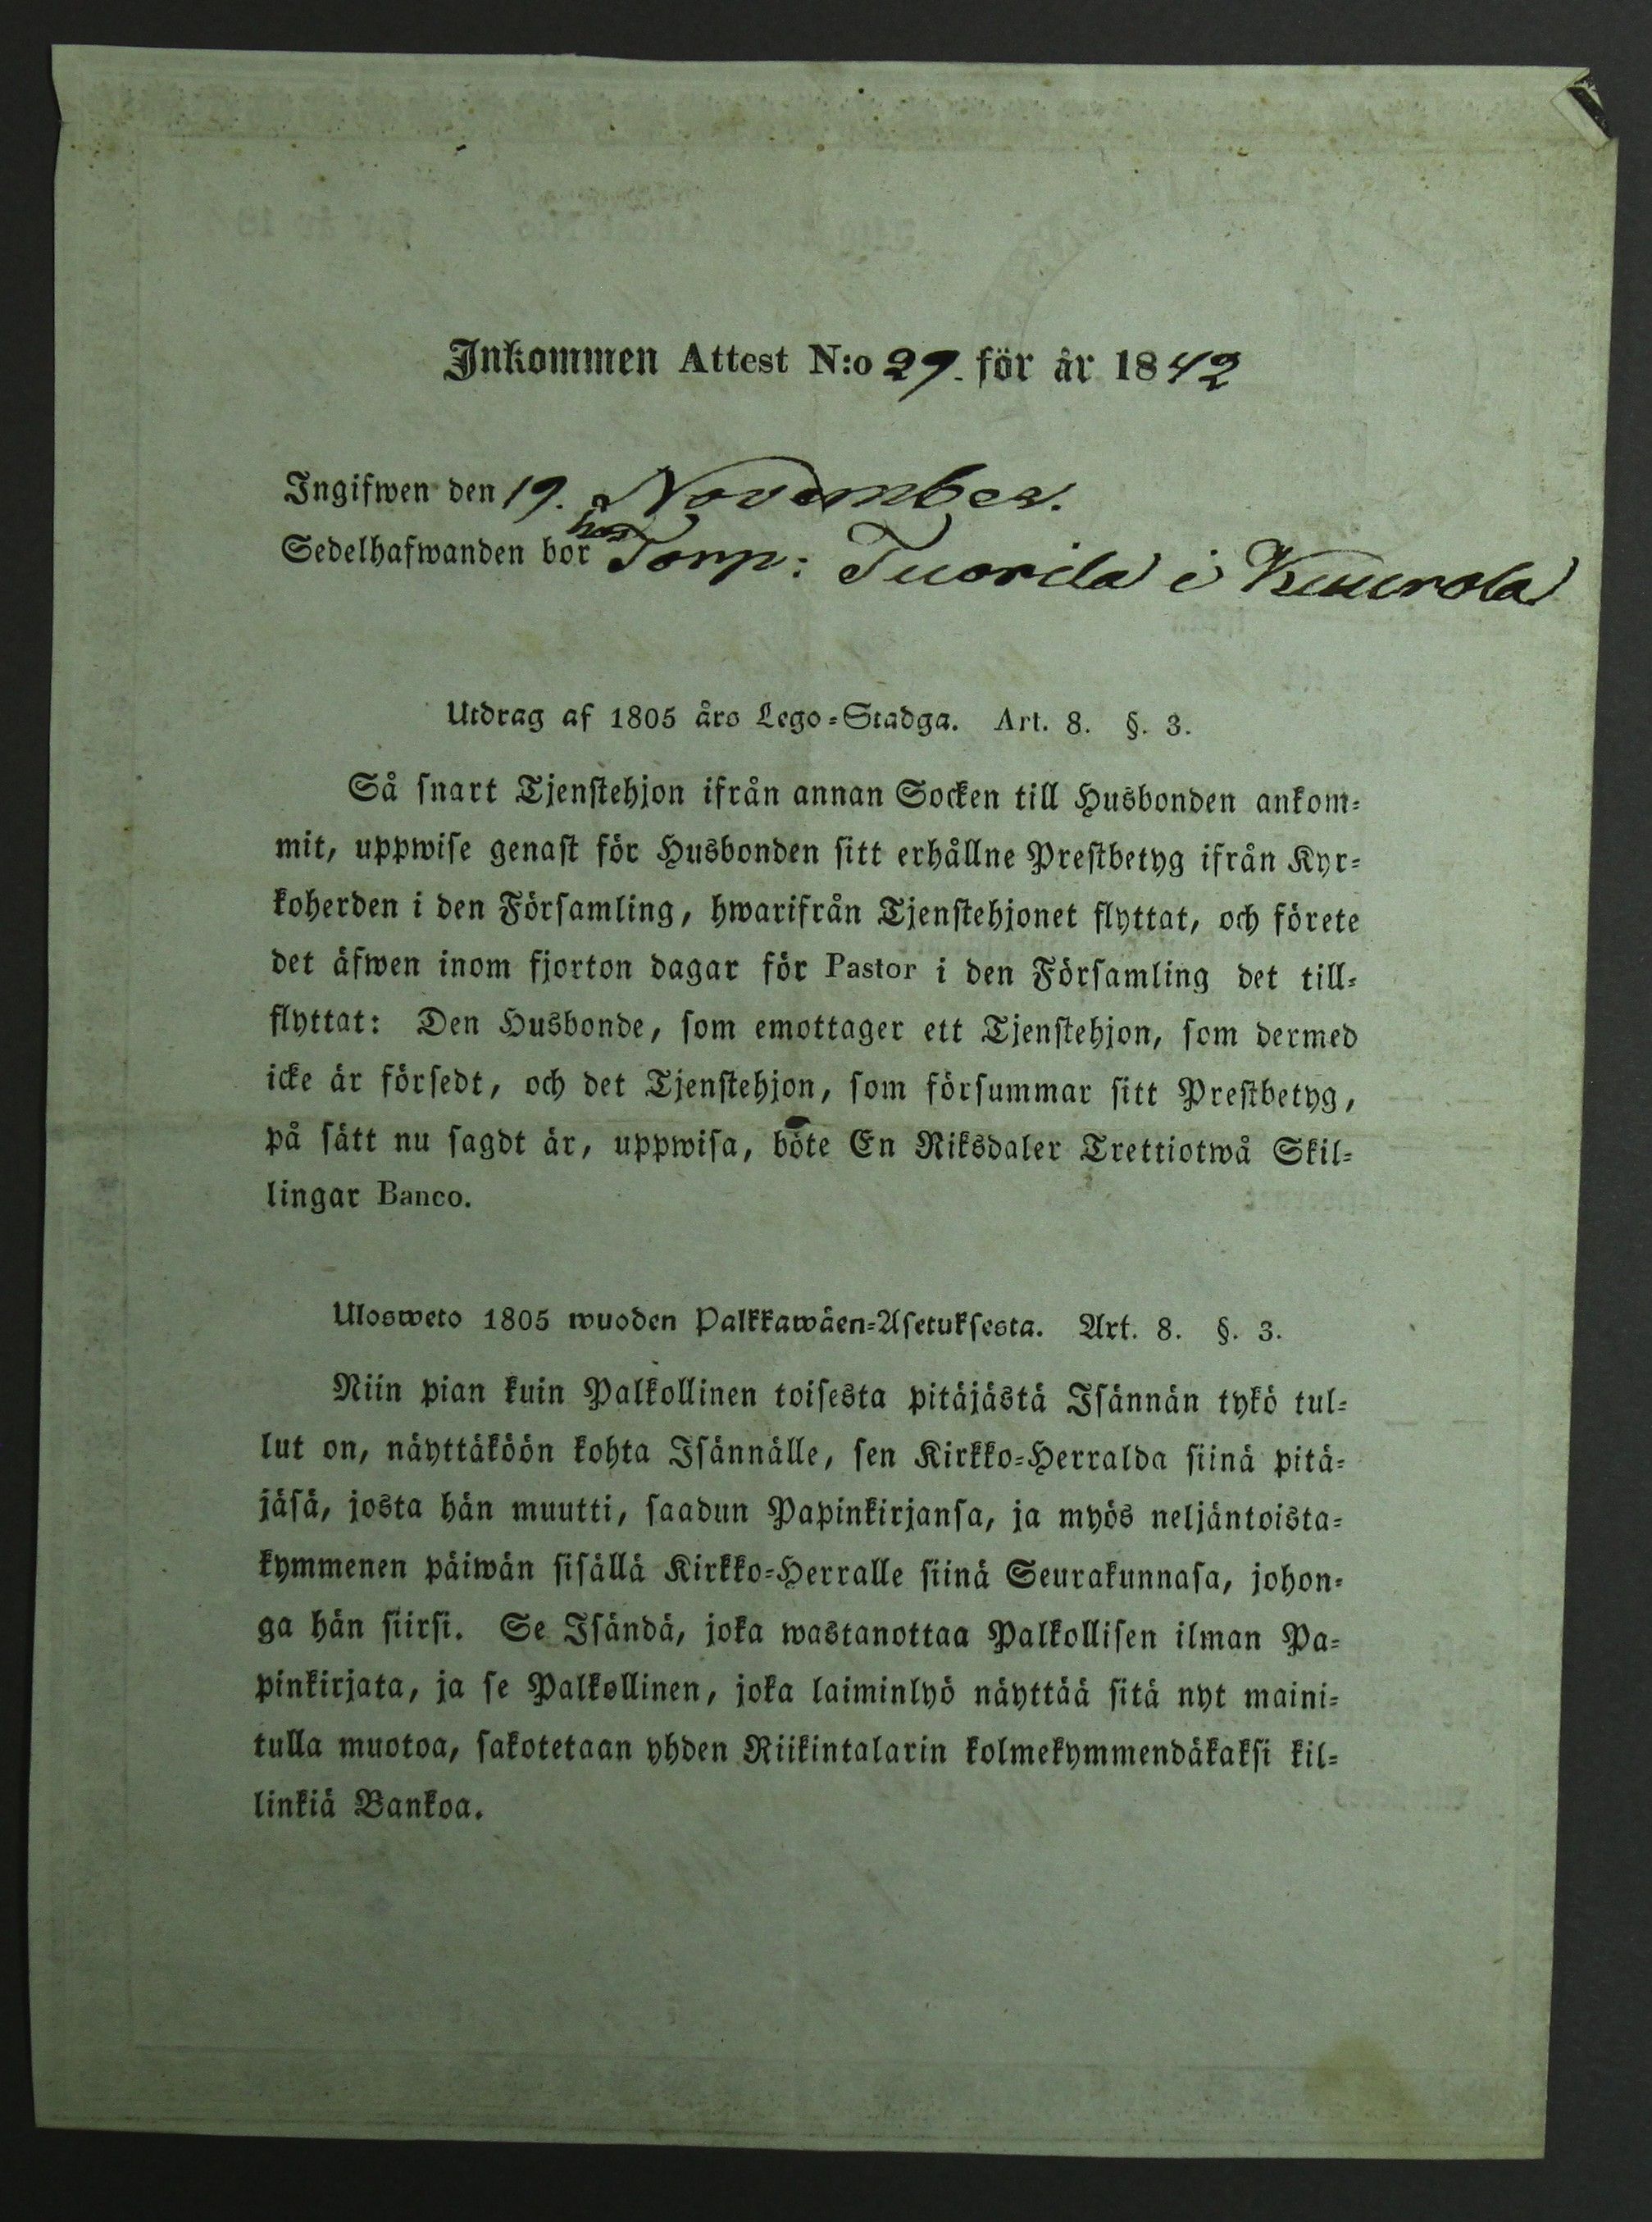 Inkommen Attest N:o 29. för år 1842
Ingifwen den 19. November.
Sedelhafwanden bor hos Torp: Tuorila i Kuurola
Utdrag af 1805 års Lego=Stadga. Art. 8. §. 3.
Så snart Tjenstehjon ifrån annan Socken till Husbonden ankom=
mit, uppwise genast för Husbonden sitt erhållne Prestbetyg ifrån Kyr=
koherden i den Församling, hwarifrån Tjenstehjonet flyttat, och förete
det äfwen inom fjorton dagar för Pastor i den Församling det till=
flyttat: Den Husbonde, som emottager ett Tjenstehjon, som dermed
icke är försedt, och det Tjenstehjon, som försummar sitt Prestbetyg,
på sätt nu sagdt är, uppwisa, böte En Riksdaler Trettiotwå Skil=
lingar Banco.
Ulosweto 1805 wuoden Palkkawäen=Asetuksesta. Art. 8. §. 3.
Niin pian kuin Palkollinen toisesta pitäjästä Isännän tykö tul=
lut on, näyttäköön kohta Isännälle, sen Kirkko=Herralda siinä pitä=
jäsä, josta hän muutti, saadun Papinkirjansa, ja myös neljäntoista=
kymmenen päiwän sisällä Kirkko=Herralle siinä Seurakunnasa, johon=
ga hän siirsi. Se Isändä, joka wastanottaa Palkollisen ilman Pa=
pinkirjata, ja se Palkollinen, joka laiminlyö näyttää sitä nyt maini=
tulla muotoa, sakotetaan yhden Riikintalarin kolmekymmendäkaksi kil=
linkiä Bankoa.